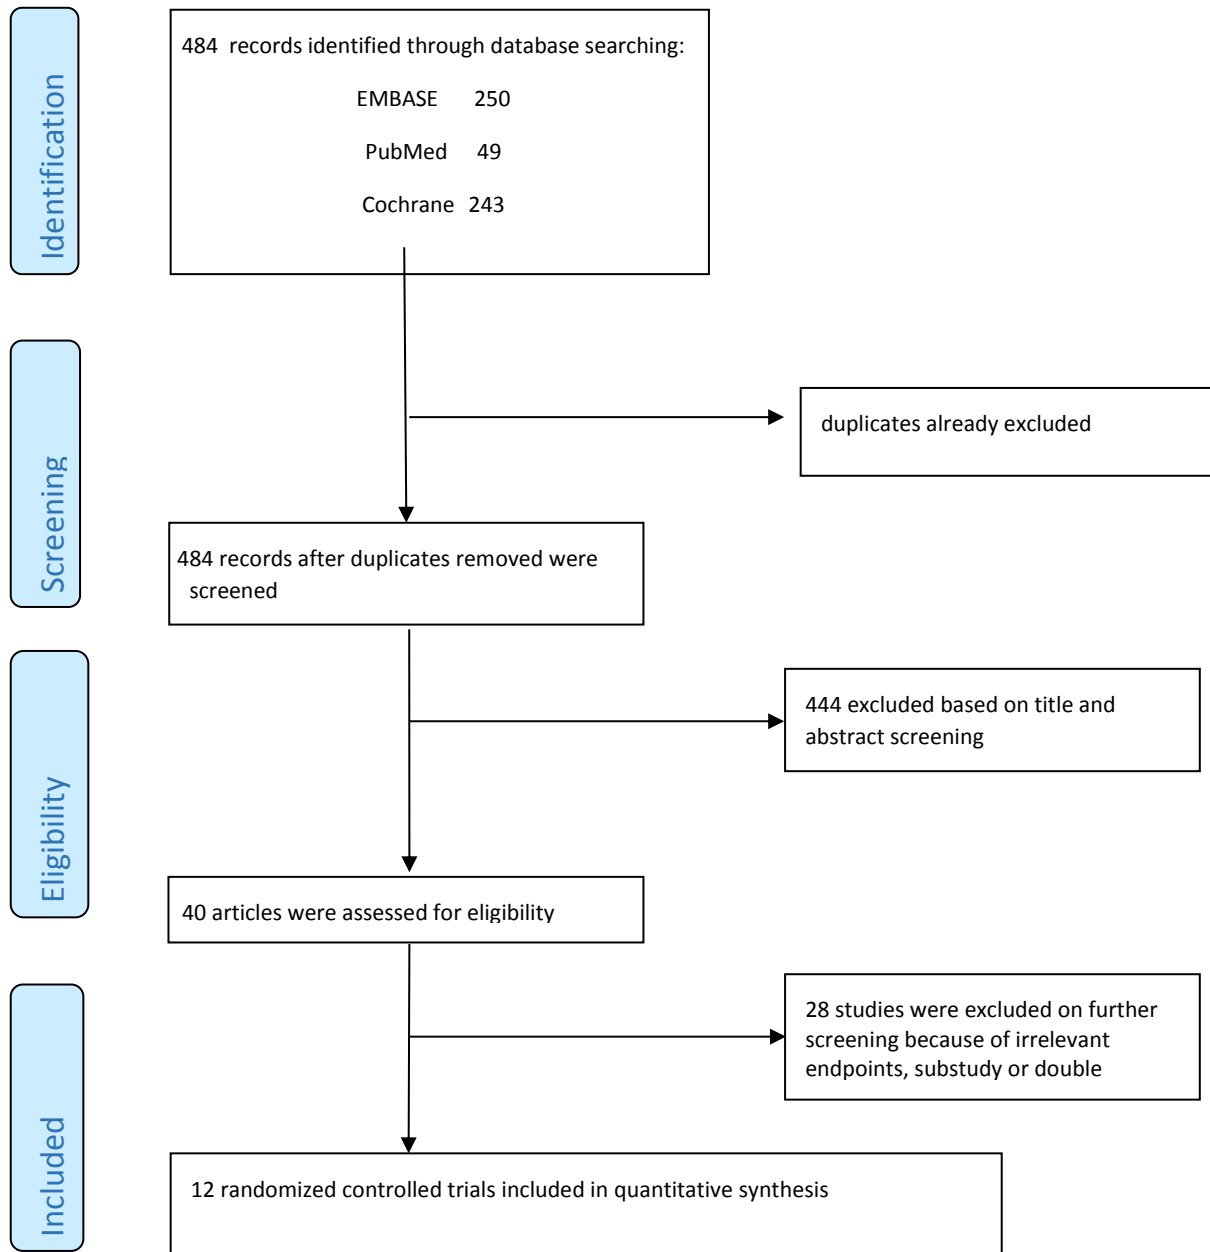 Identification
484 records identified through database searching:
EMBASE 250
PubMed 49
Cochrane 243
Screening
duplicates already excluded
484 records after duplicates removed were
screened
Eligibility
444 excluded based on title and
abstract screening
40 articles were assessed for eligibility
Included
28 studies were excluded on further
screening because of irrelevant
endpoints, substudy or double
12 randomized controlled trials included in quantitative synthesis